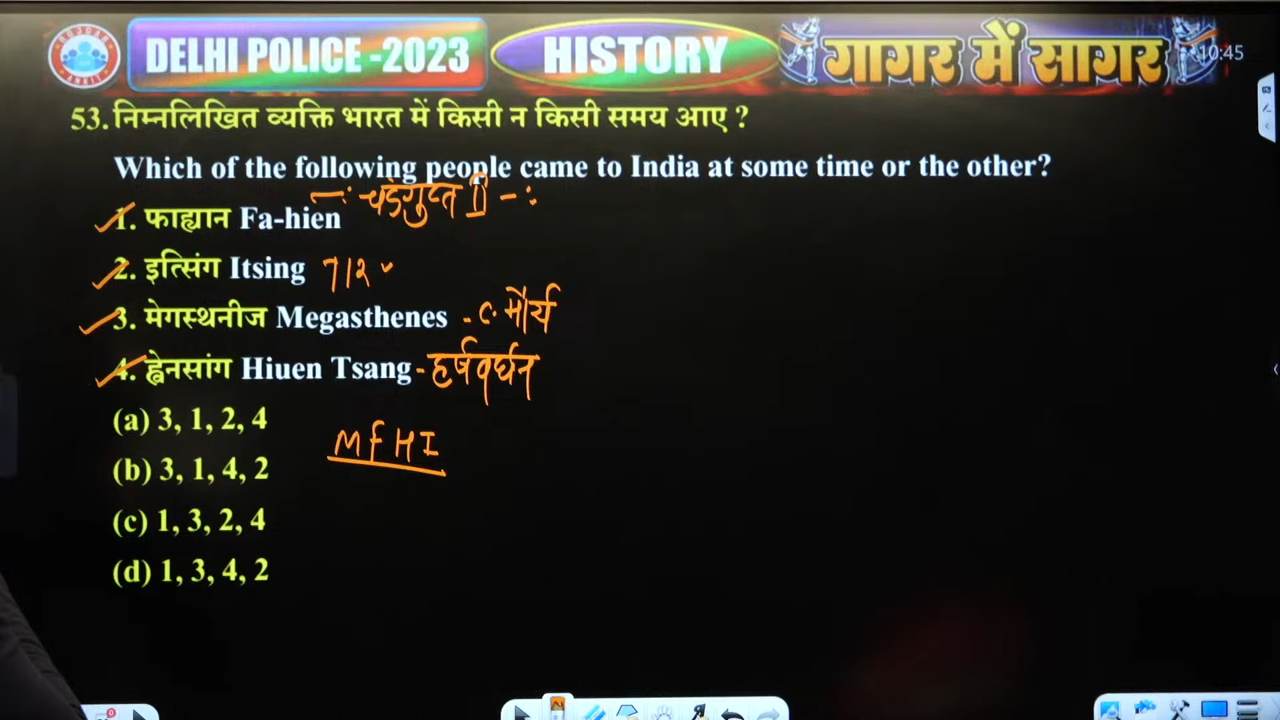 ROJGAR
ANKIT
DELHI POLICE -2023
HISTORY
गागर में सागर
10:45
53. निम्नलिखित व्यक्ति भारत में किसी न किसी समय आए ?
Which of the following people came to India at some time or the other?
-: चंद्रगुप्त II -:
1. फाह्यान Fa-hien
2. इत्सिंग Itsing 712
3. मेगस्थनीज Megasthenes - c. मौर्य
4. ह्वेनसांग Hiuen Tsang - हर्षवर्धन
(a) 3, 1, 2, 4
MFHI
(b) 3, 1, 4, 2
(c) 1, 3, 2, 4
(d) 1, 3, 4, 2